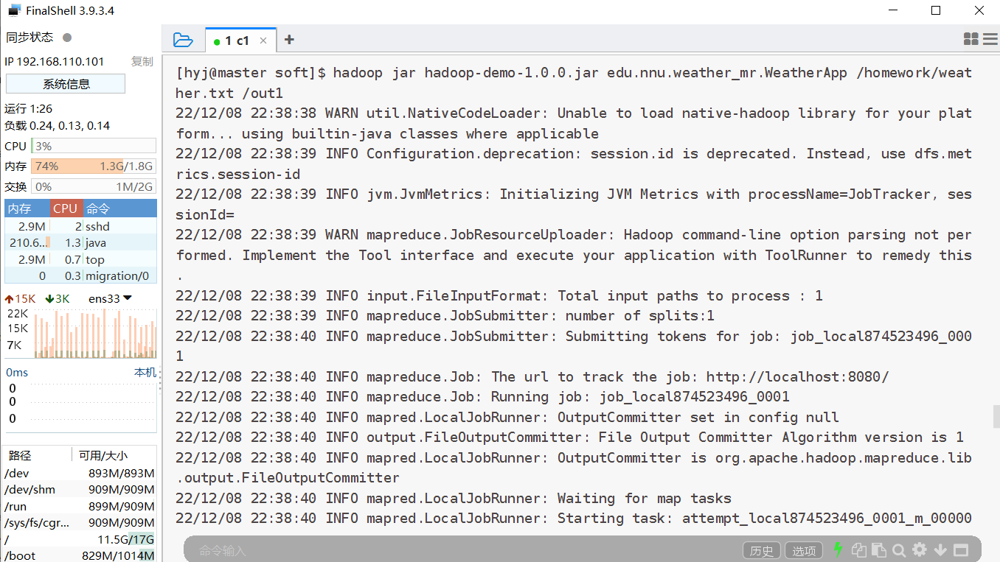 FinalShell 3.9.3.4
同步状态
IP 192.168.110.101 复制
系统信息
运行 1:26
负载 0.24, 0.13, 0.14
CPU 3%
内存 74% 1.3G/1.8G
交换 0% 1M/2G
内存 CPU 命令
2.9M 2 sshd
210.6... 1.3 java
2.9M 0.7 top
0 0.3 migration/0
15K 3K ens33
22K
15K
7K
0ms 本机
0
0
0
路径 可用/大小
/dev 893M/893M
/dev/shm 909M/909M
/run 899M/909M
/sys/fs/cgr... 909M/909M
/ 11.5G/17G
/boot 829M/1014M
1 c1
[hyj@master soft]$ hadoop jar hadoop-demo-1.0.0.jar edu.nnu.weather_mr.WeatherApp /homework/weat
her.txt /out1
22/12/08 22:38:38 WARN util.NativeCodeLoader: Unable to load native-hadoop library for your plat
form... using builtin-java classes where applicable
22/12/08 22:38:39 INFO Configuration.deprecation: session.id is deprecated. Instead, use dfs.met
rics.session-id
22/12/08 22:38:39 INFO jvm.JvmMetrics: Initializing JVM Metrics with processName=JobTracker, ses
sionId=
22/12/08 22:38:39 WARN mapreduce.JobResourceUploader: Hadoop command-line option parsing not per
formed. Implement the Tool interface and execute your application with ToolRunner to remedy this
.
22/12/08 22:38:39 INFO input.FileInputFormat: Total input paths to process : 1
22/12/08 22:38:39 INFO mapreduce.JobSubmitter: number of splits:1
22/12/08 22:38:40 INFO mapreduce.JobSubmitter: Submitting tokens for job: job_local874523496_000
1
22/12/08 22:38:40 INFO mapreduce.Job: The url to track the job: http://localhost:8080/
22/12/08 22:38:40 INFO mapreduce.Job: Running job: job_local874523496_0001
22/12/08 22:38:40 INFO mapred.LocalJobRunner: OutputCommitter set in config null
22/12/08 22:38:40 INFO output.FileOutputCommitter: File Output Committer Algorithm version is 1
22/12/08 22:38:40 INFO mapred.LocalJobRunner: OutputCommitter is org.apache.hadoop.mapreduce.lib
.output.FileOutputCommitter
22/12/08 22:38:40 INFO mapred.LocalJobRunner: Waiting for map tasks
22/12/08 22:38:40 INFO mapred.LocalJobRunner: Starting task: attempt_local874523496_0001_m_00000
命令输入 历史 选项